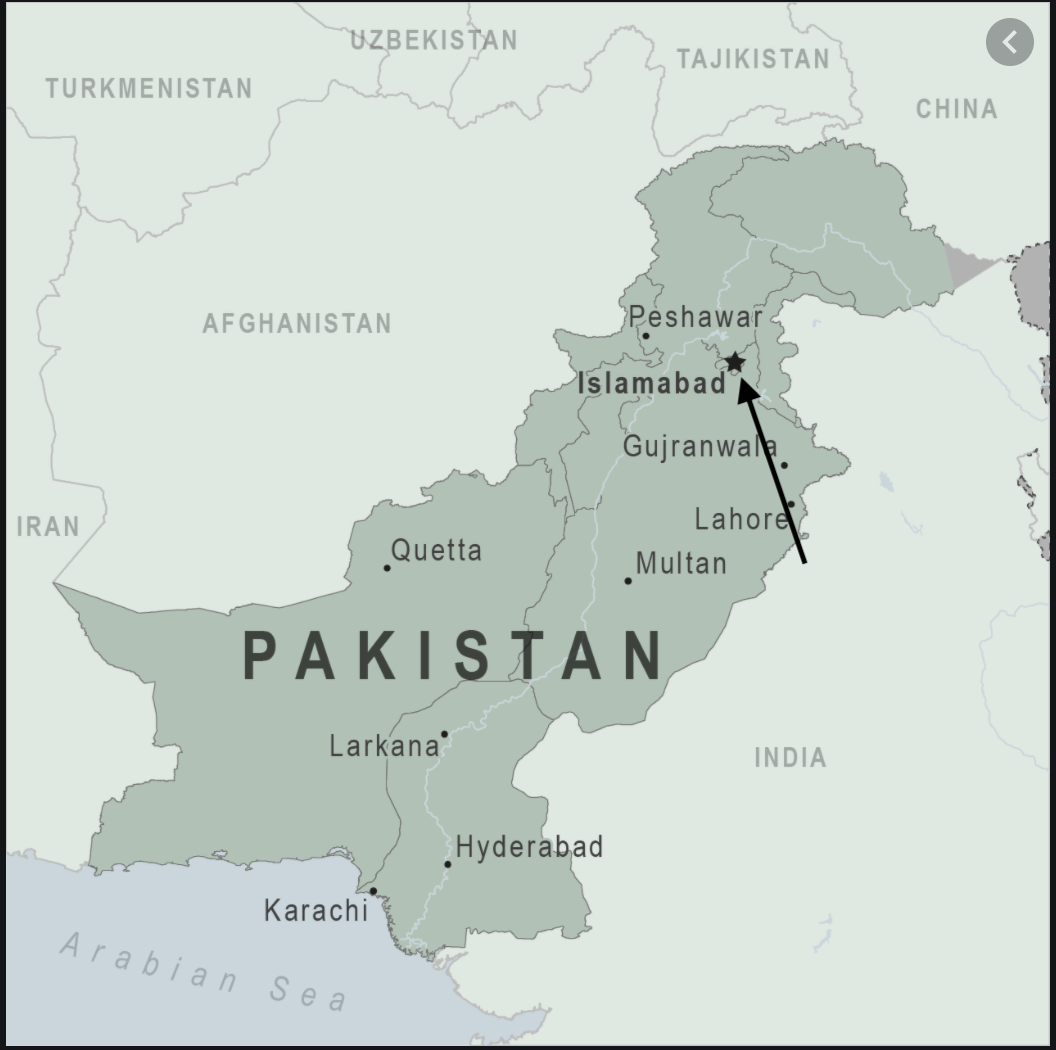 UZBEKISTAN
TAJIKISTAN
TURKMENISTAN
CHINA
Peshawar
AFGHANISTAN
Islamabad
Gujranwala
Lahore
IRAN
Quetta
Multan
PAKISTAN
Larkana
INDIA
Hyderabad
Karachi
Arabian Sea